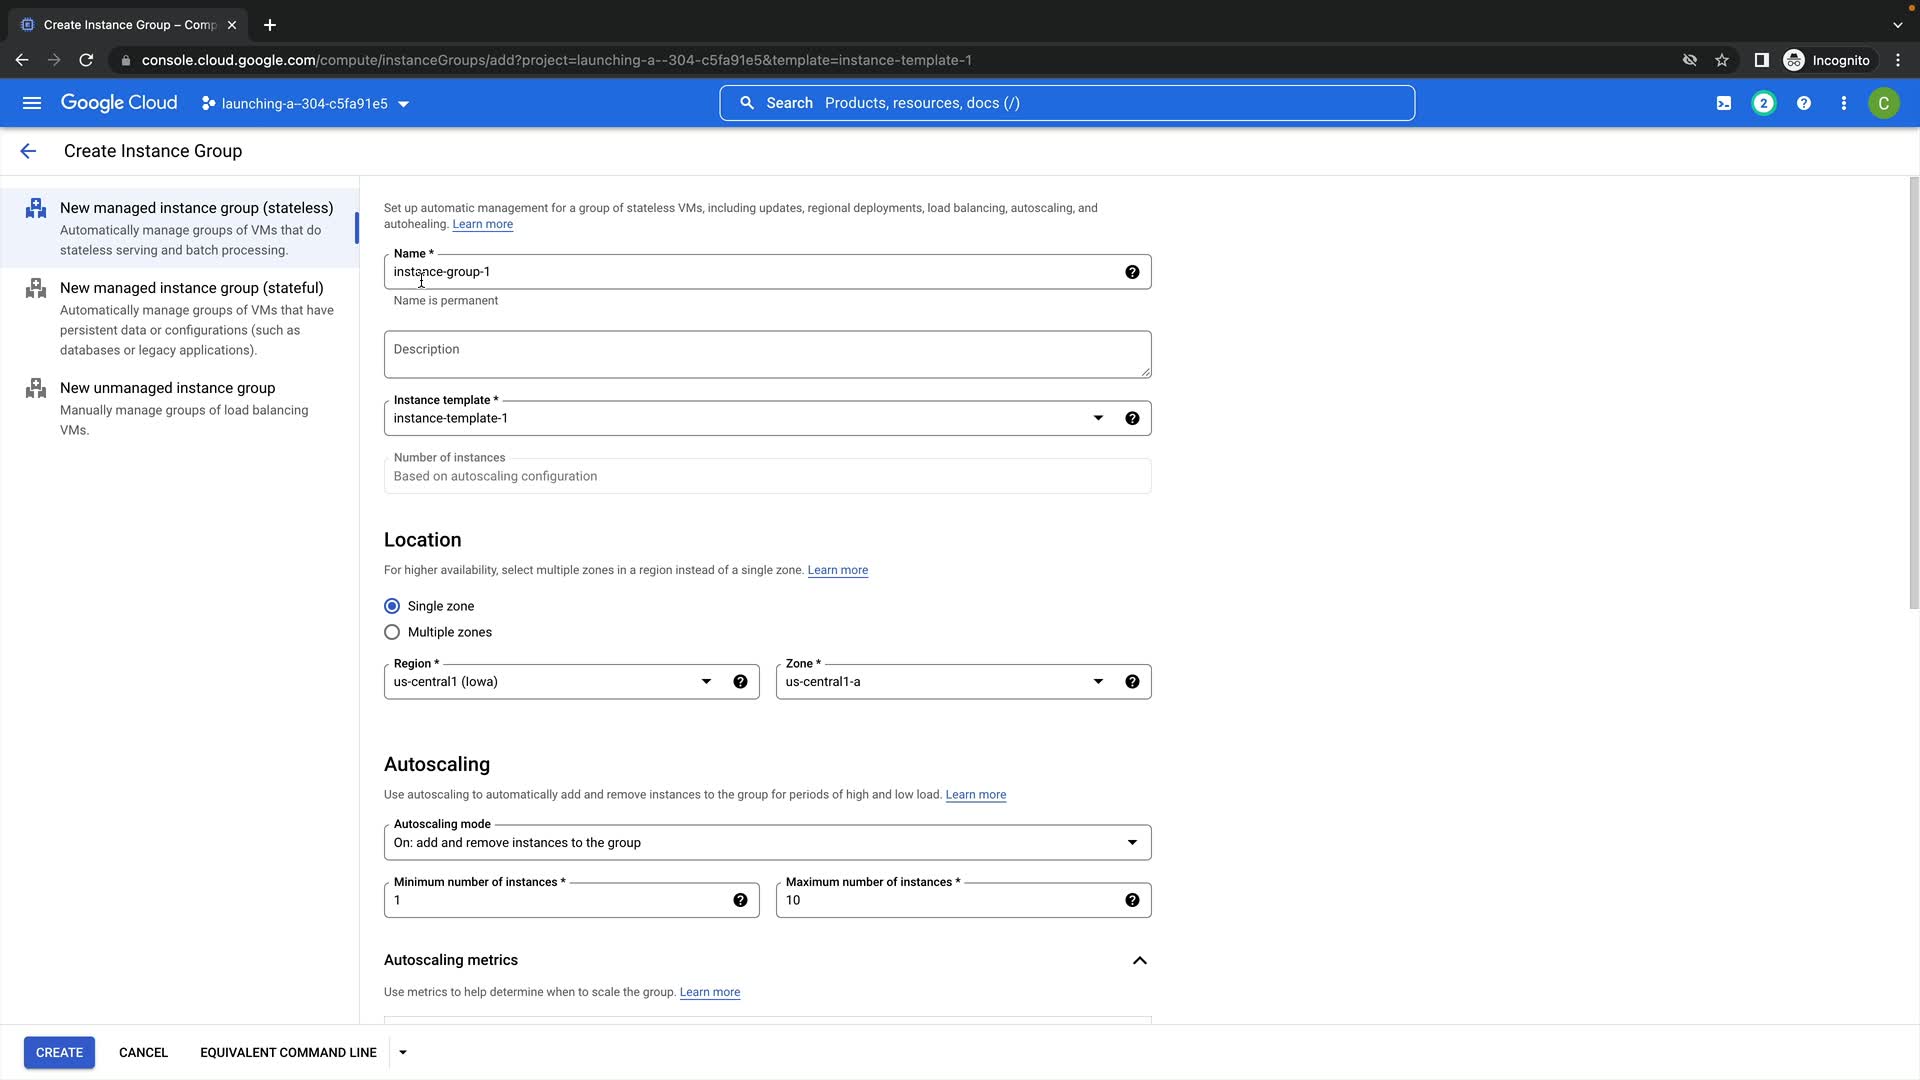 Create Instance Group – Comp
console.cloud.google.com/compute/instanceGroups/add?project=launching-a--304-c5fa91e5&template=instance-template-1
Incognito
Google Cloud
launching-a--304-c5fa91e5
Search Products, resources, docs (/)
2
C
Create Instance Group
New managed instance group (stateless)
Automatically manage groups of VMs that do
stateless serving and batch processing.
New managed instance group (stateful)
Automatically manage groups of VMs that have
persistent data or configurations (such as
databases or legacy applications).
New unmanaged instance group
Manually manage groups of load balancing
VMs.
Set up automatic management for a group of stateless VMs, including updates, regional deployments, load balancing, autoscaling, and
autohealing. Learn more
Name *
instance-group-1
Name is permanent
Description
Instance template *
instance-template-1
Number of instances
Based on autoscaling configuration
Location
For higher availability, select multiple zones in a region instead of a single zone. Learn more
Single zone
Multiple zones
Region *
us-central1 (Iowa)
Zone *
us-central1-a
Autoscaling
Use autoscaling to automatically add and remove instances to the group for periods of high and low load. Learn more
Autoscaling mode
On: add and remove instances to the group
Minimum number of instances *
1
Maximum number of instances *
10
Autoscaling metrics
Use metrics to help determine when to scale the group. Learn more
CREATE
CANCEL
EQUIVALENT COMMAND LINE